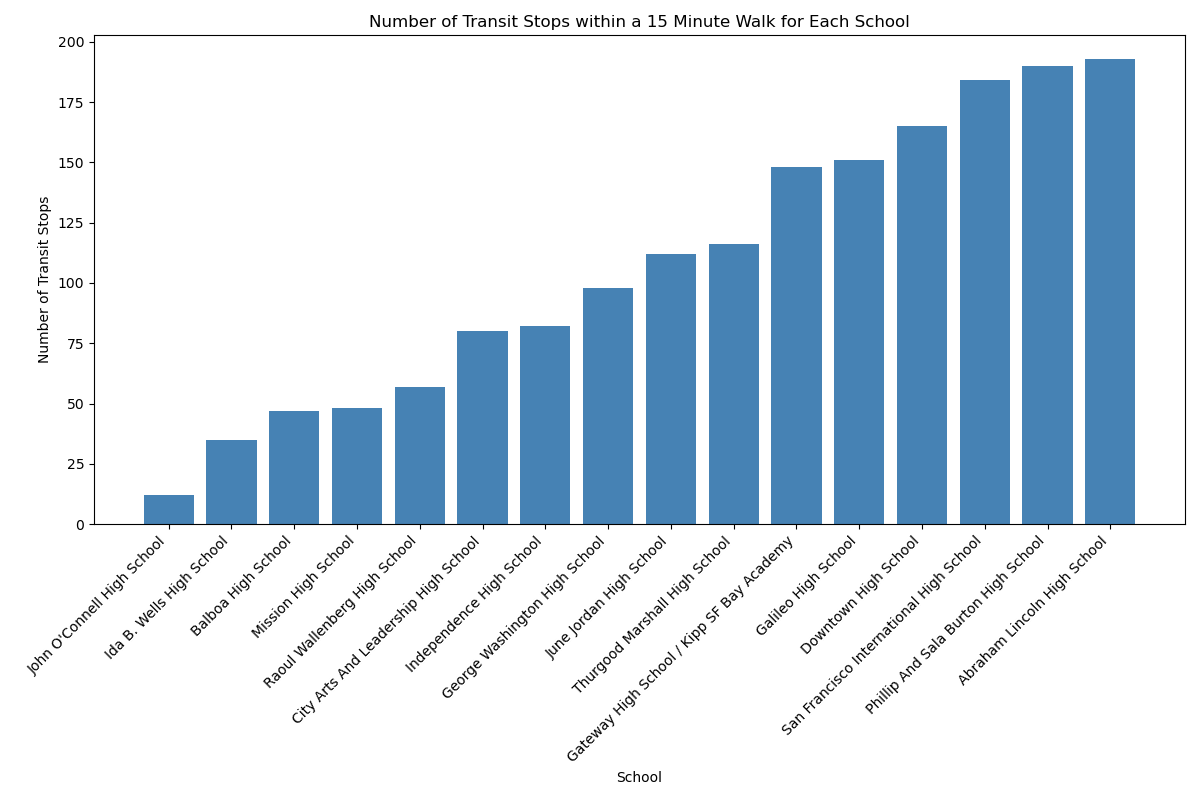 Number of Transit Stops within a 15 Minute Walk for Each School
200
175
150
125
100
75
50
25
0
Number of Transit Stops
John O'Connell High School
Ida B. Wells High School
Balboa High School
Mission High School
Raoul Wallenberg High School
City Arts And Leadership High School
Independence High School
George Washington High School
June Jordan High School
Thurgood Marshall High School
Gateway High School / Kipp SF Bay Academy
Galileo High School
Downtown High School
San Francisco International High School
Phillip And Sala Burton High School
Abraham Lincoln High School
School